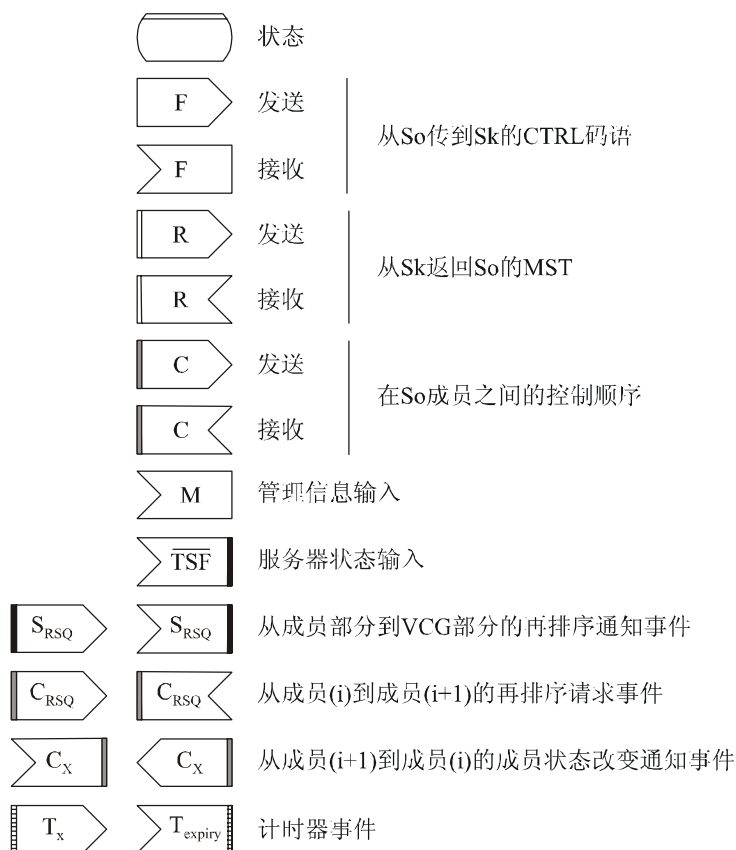 状态
F 发送
从So传到Sk的CTRL码语
F 接收
R 发送
从Sk返回So的MST
R 接收
C 发送
在So成员之间的控制顺序
C 接收
M 管理信息输入
TSF 服务器状态输入
S_RSQ S_RSQ 从成员部分到VCG部分的再排序通知事件
C_RSQ C_RSQ 从成员(i)到成员(i+1)的再排序请求事件
C_X C_X 从成员(i+1)到成员(i)的成员状态改变通知事件
T_x T_expiry 计时器事件